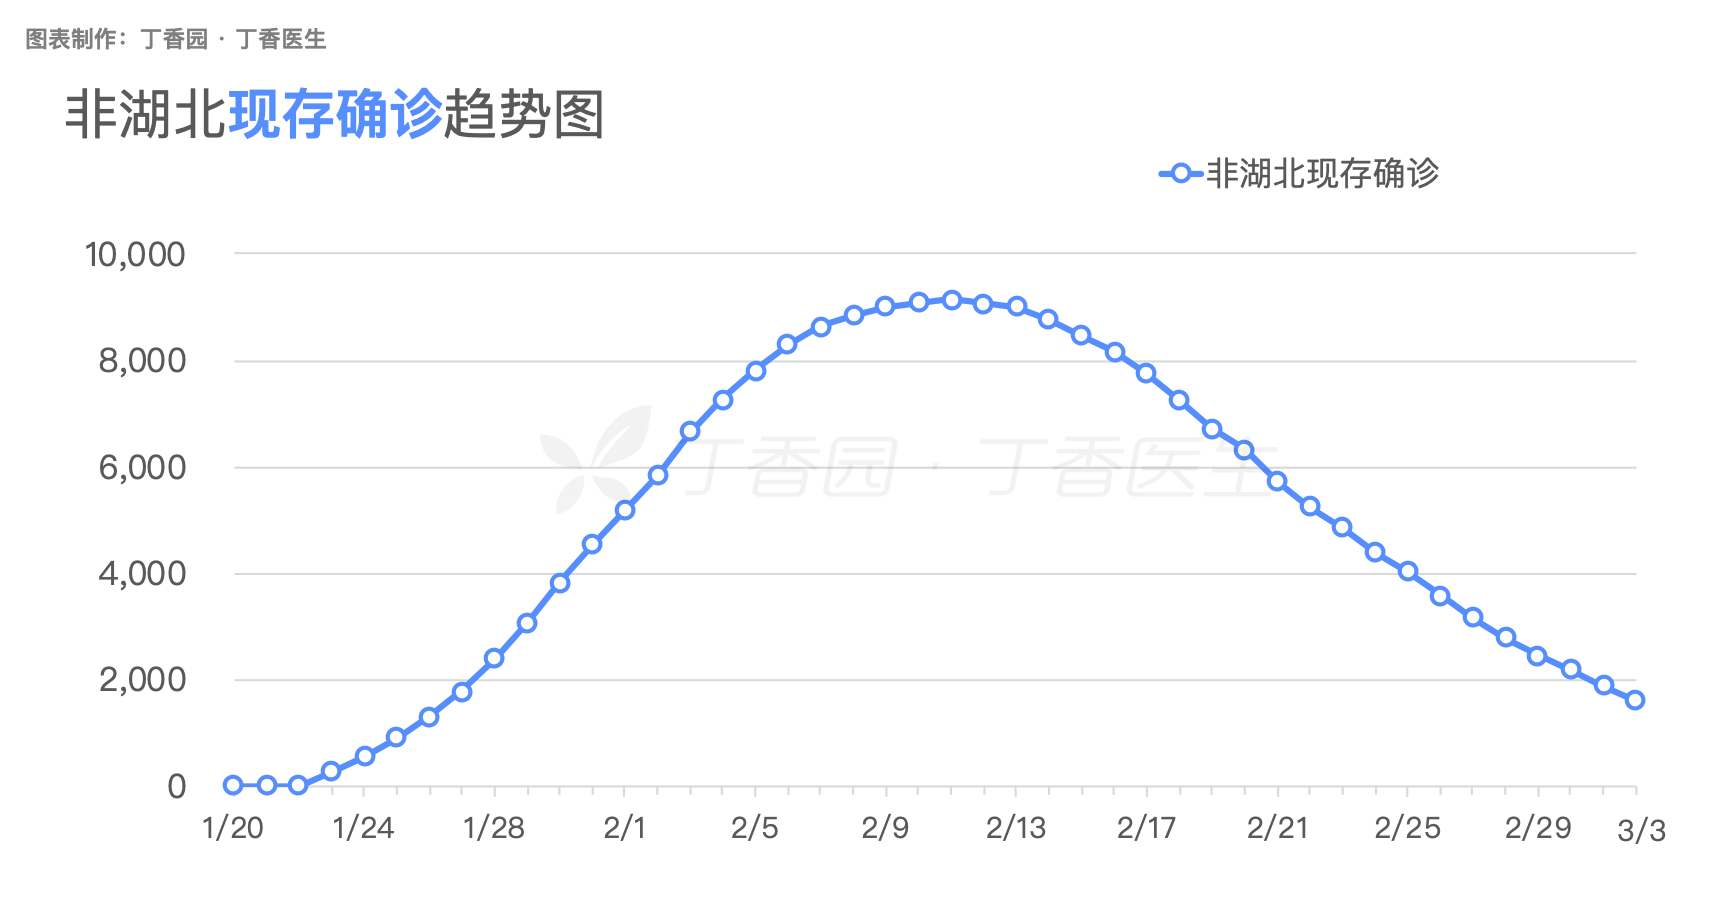 图表制作：丁香园 · 丁香医生
非湖北现存确诊趋势图
非湖北现存确诊
10,000
8,000
6,000
4,000
2,000
0
丁香园 · 丁香医生
1/20 1/24 1/28 2/1 2/5 2/9 2/13 2/17 2/21 2/25 2/29 3/3